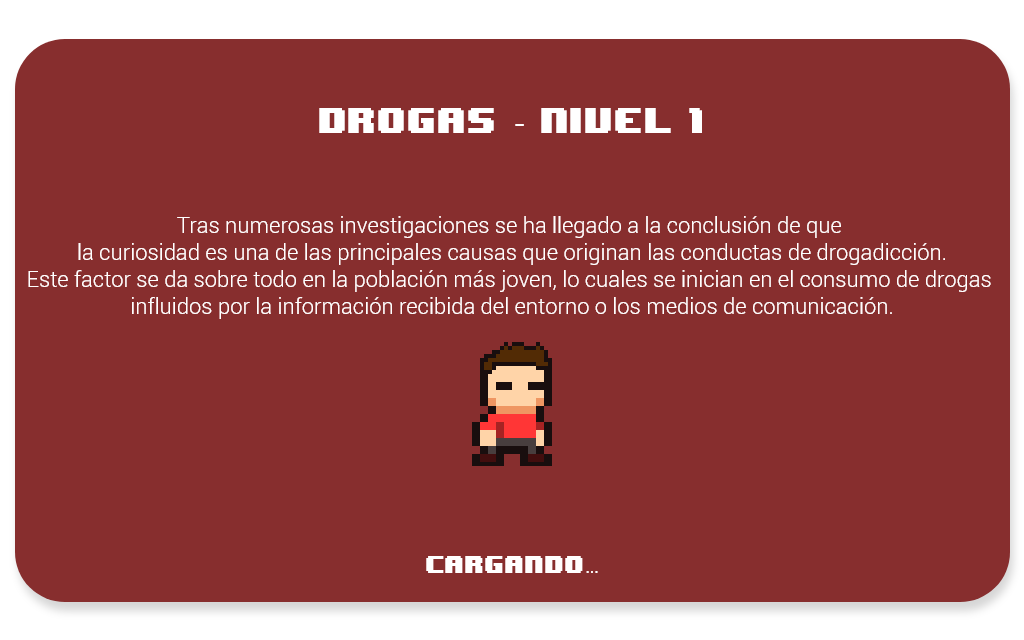 DROGAS - NIVEL 1
Tras numerosas investigaciones se ha llegado a la conclusión de que
la curiosidad es una de las principales causas que originan las conductas de drogadicción.
Este factor se da sobre todo en la población más joven, lo cuales se inician en el consumo de drogas
influidos por la información recibida del entorno o los medios de comunicación.
CARGANDO...